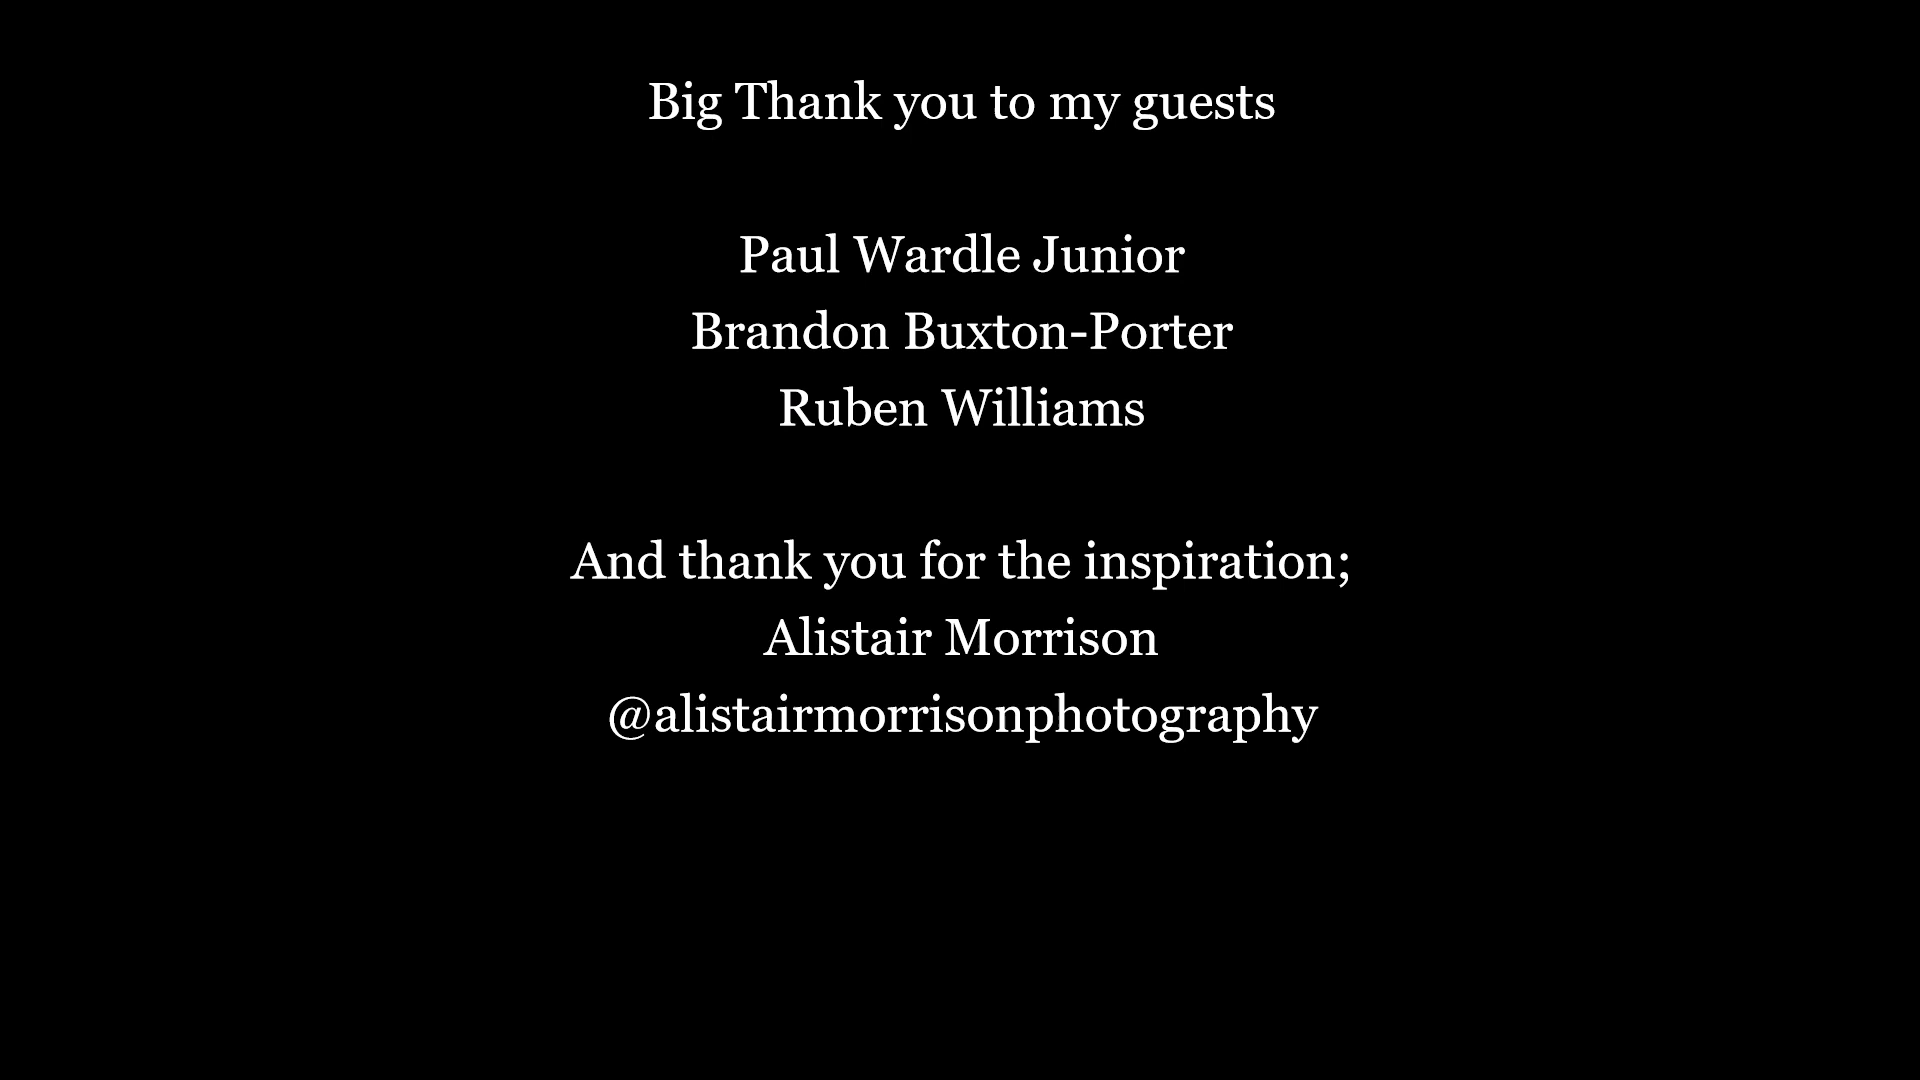 Big Thank you to my guests
Paul Wardle Junior
Brandon Buxton-Porter
Ruben Williams
And thank you for the inspiration;
Alistair Morrison
@alistairmorrisonphotography